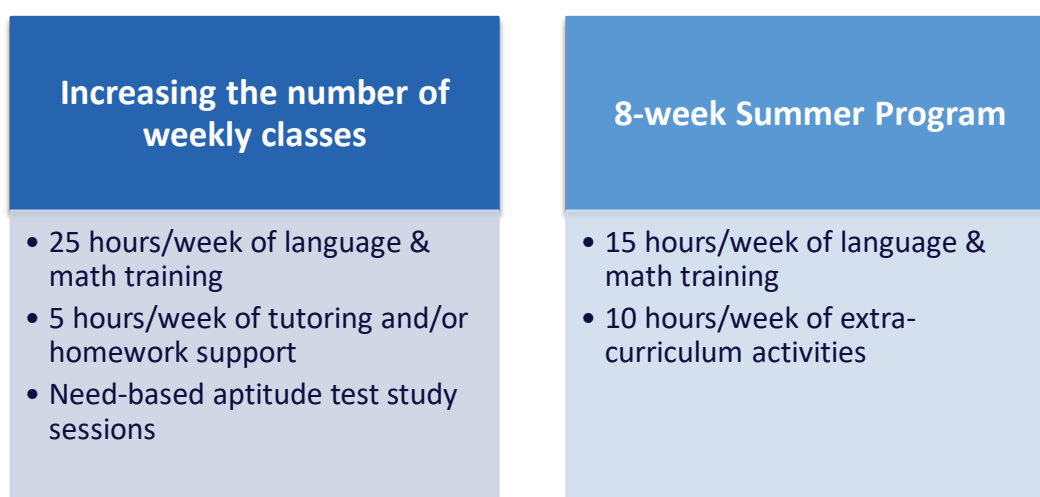 Increasing the number of
weekly classes
• 25 hours/week of language &
math training
• 5 hours/week of tutoring and/or
homework support
• Need-based aptitude test study
sessions
8-week Summer Program
• 15 hours/week of language &
math training
• 10 hours/week of extra-
curriculum activities